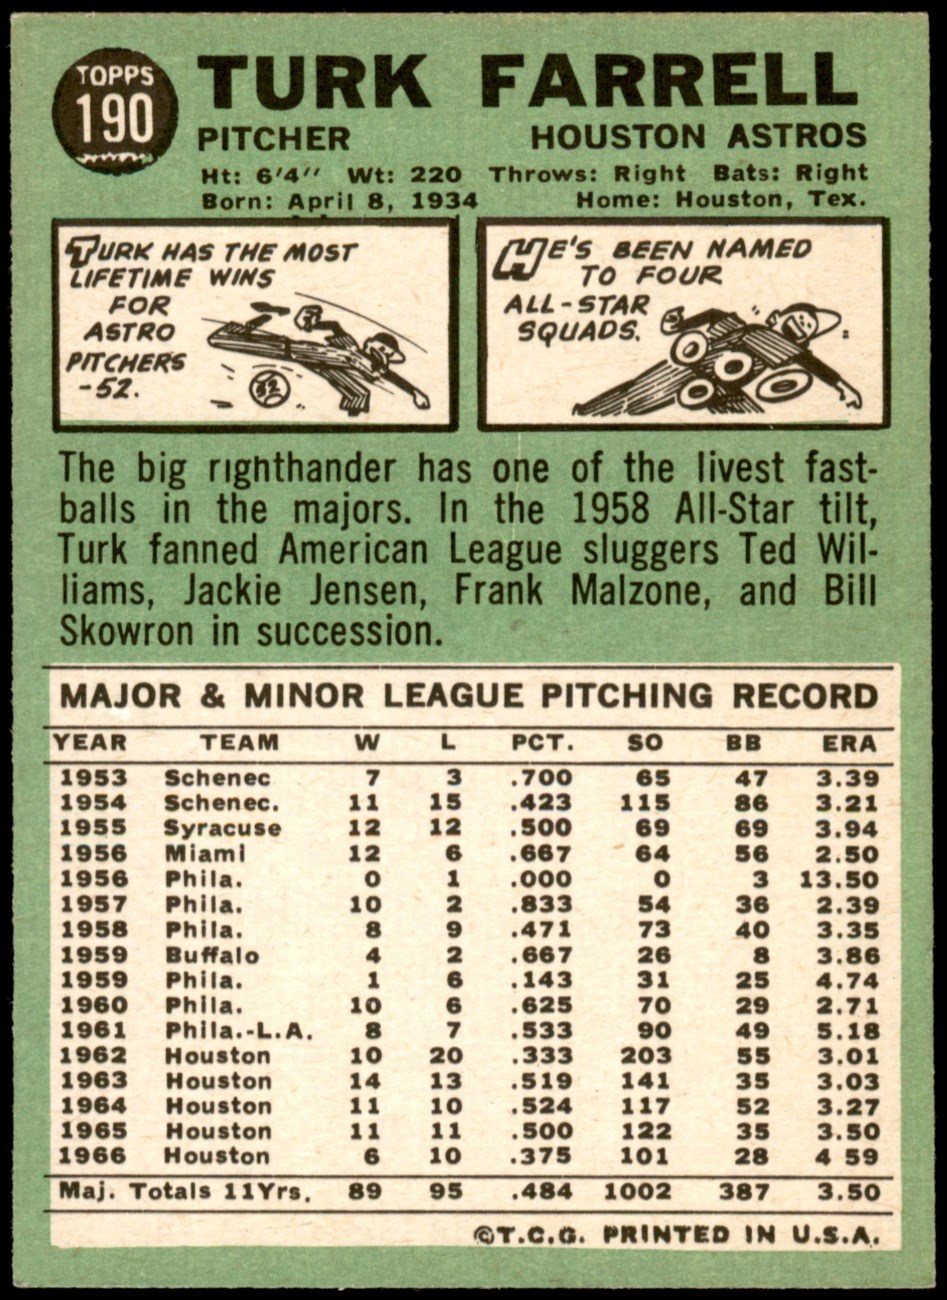 TOPPS
190
TURK FARRELL
PITCHER HOUSTON ASTROS
Ht: 6'4'' Wt: 220 Throws: Right Bats: Right
Born: April 8, 1934 Home: Houston, Tex.
TURK HAS THE MOST
LIFETIME WINS
FOR
ASTRO
PITCHERS
-52.
52
HE'S BEEN NAMED
TO FOUR
ALL-STAR
SQUADS.
The big righthander has one of the livest fast-
balls in the majors. In the 1958 All-Star tilt,
Turk fanned American League sluggers Ted Wil-
liams, Jackie Jensen, Frank Malzone, and Bill
Skowron in succession.
MAJOR & MINOR LEAGUE PITCHING RECORD
YEAR TEAM W L PCT. SO BB ERA
1953 Schenec 7 3 .700 65 47 3.39
1954 Schenec. 11 15 .423 115 86 3.21
1955 Syracuse 12 12 .500 69 69 3.94
1956 Miami 12 6 .667 64 56 2.50
1956 Phila. 0 1 .000 0 3 13.50
1957 Phila. 10 2 .833 54 36 2.39
1958 Phila. 8 9 .471 73 40 3.35
1959 Buffalo 4 2 .667 26 8 3.86
1959 Phila. 1 6 .143 31 25 4.74
1960 Phila. 10 6 .625 70 29 2.71
1961 Phila.-L.A. 8 7 .533 90 49 5.18
1962 Houston 10 20 .333 203 55 3.01
1963 Houston 14 13 .519 141 35 3.03
1964 Houston 11 10 .524 117 52 3.27
1965 Houston 11 11 .500 122 35 3.50
1966 Houston 6 10 .375 101 28 4 59
Maj. Totals 11Yrs. 89 95 .484 1002 387 3.50
©T.C.G. PRINTED IN U.S.A.